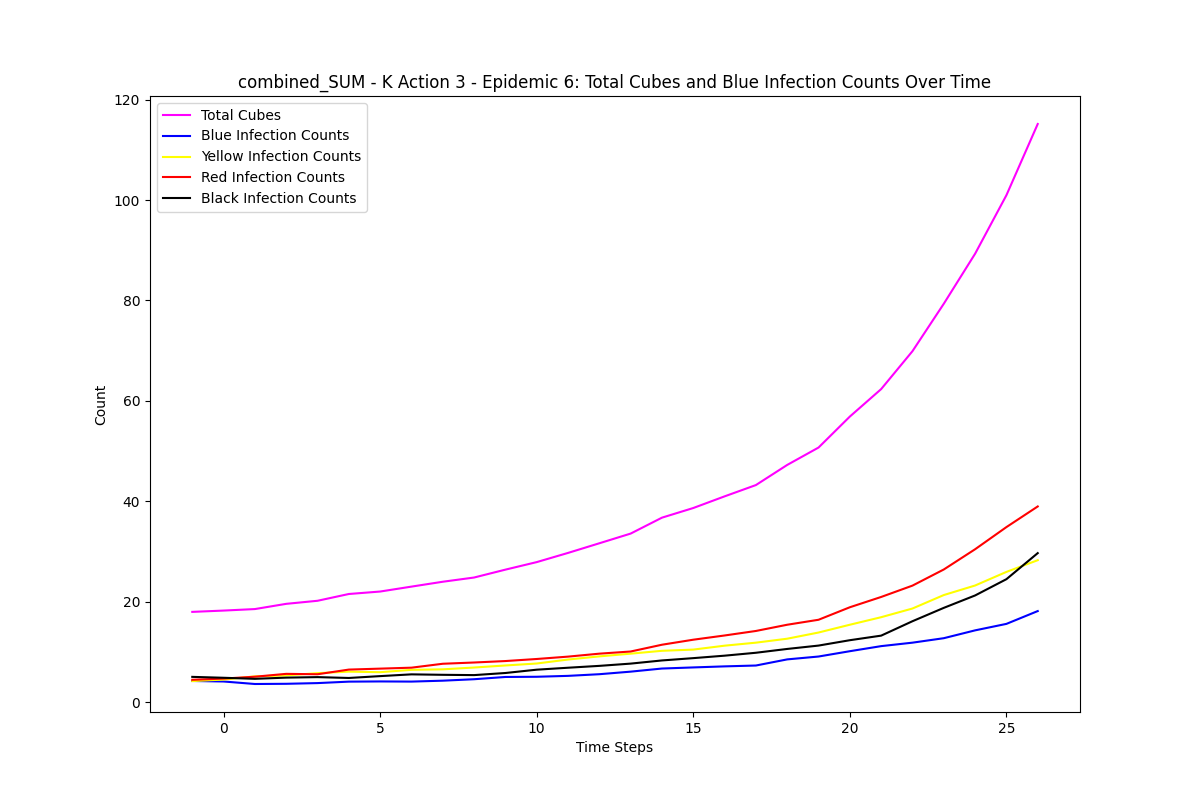 combined_SUM - K Action 3 - Epidemic 6: Total Cubes and Blue Infection Counts Over Time
Total Cubes
Blue Infection Counts
Yellow Infection Counts
Red Infection Counts
Black Infection Counts
120
100
80
60
40
20
0
Count
0 5 10 15 20 25
Time Steps